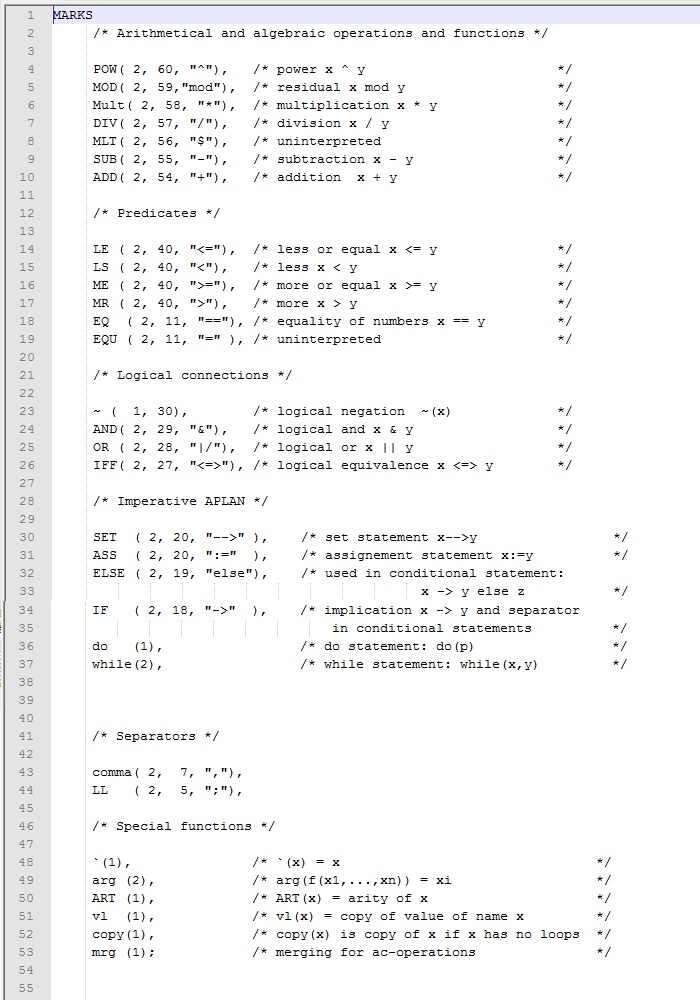 1 MARKS
2     /* Arithmetical and algebraic operations and functions */
3
4     POW( 2, 60, "^"),   /* power x ^ y                        */
5     MOD( 2, 59,"mod"),  /* residual x mod y                   */
6     Mult( 2, 58, "*"),  /* multiplication x * y               */
7     DIV( 2, 57, "/"),   /* division x / y                     */
8     MLT( 2, 56, "$"),   /* uninterpreted                      */
9     SUB( 2, 55, "-"),   /* subtraction x - y                  */
10     ADD( 2, 54, "+"),   /* addition  x + y                    */
11
12     /* Predicates */
13
14     LE ( 2, 40, "<="),  /* less or equal x <= y               */
15     LS ( 2, 40, "<"),   /* less x < y                         */
16     ME ( 2, 40, ">="),  /* more or equal x >= y               */
17     MR ( 2, 40, ">"),   /* more x > y                         */
18     EQ  ( 2, 11, "=="), /* equality of numbers x == y         */
19     EQU ( 2, 11, "=" ), /* uninterpreted                      */
20
21     /* Logical connections */
22
23     ~ (  1, 30),        /* logical negation  ~(x)             */
24     AND( 2, 29, "&"),   /* logical and x & y                  */
25     OR ( 2, 28, "|/"),  /* logical or x || y                  */
26     IFF( 2, 27, "<=>"), /* logical equivalence x <=> y        */
27
28     /* Imperative APLAN */
29
30     SET  ( 2, 20, "-->" ),    /* set statement x-->y                 */
31     ASS  ( 2, 20, ":="  ),    /* assignement statement x:=y          */
32     ELSE ( 2, 19, "else"),    /* used in conditional statement:
33                                              x -> y else z           */
34     IF   ( 2, 18, "->"  ),    /* implication x -> y and separator
35                                   in conditional statements          */
36     do   (1),                 /* do statement: do(p)                 */
37     while(2),                 /* while statement: while(x,y)         */
38
39
40
41     /* Separators */
42
43     comma( 2,  7, ","),
44     LL   ( 2,  5, ";"),
45
46     /* Special functions */
47
48     `(1),               /* `(x) = x                                */
49     arg (2),            /* arg(f(x1,...,xn)) = xi                  */
50     ART (1),            /* ART(x) = arity of x                     */
51     vl  (1),            /* vl(x) = copy of value of name x         */
52     copy(1),            /* copy(x) is copy of x if x has no loops  */
53     mrg (1);            /* merging for ac-operations               */
54
55